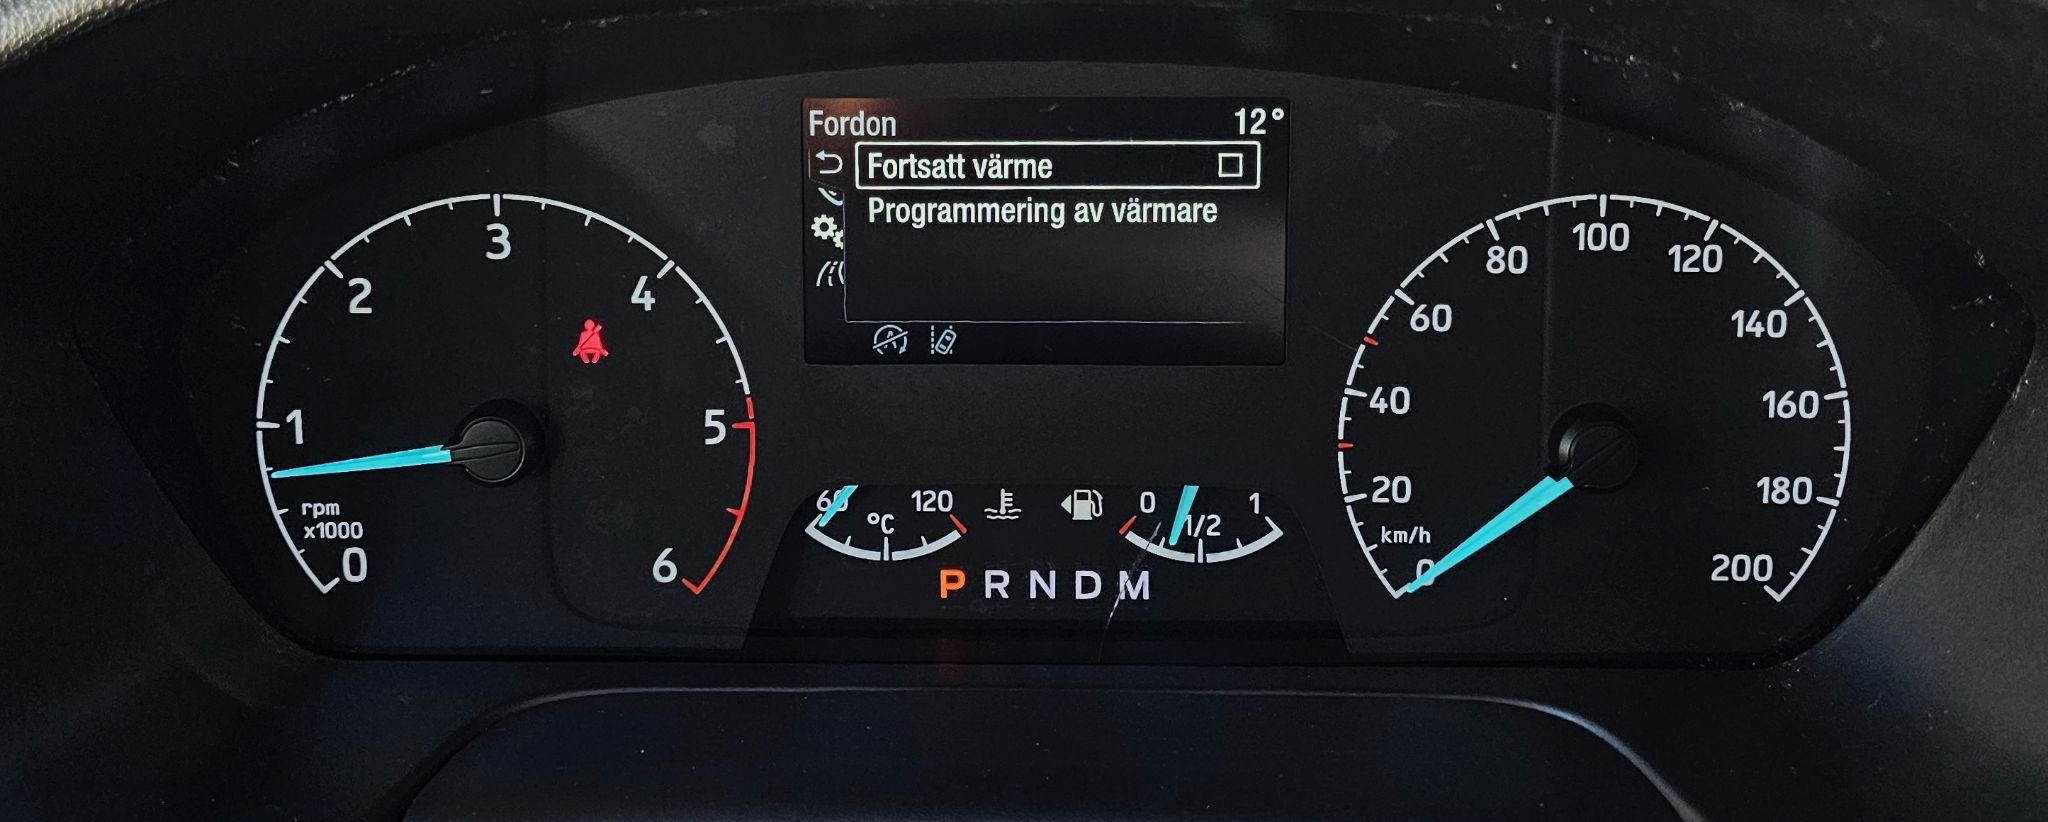 Fordon 12°
Fortsatt värme
Programmering av värmare
0 1 2 3 4 5 6
rpm
x1000
60 120
°C
0 1/2 1
P R N D M
0 20 40 60 80 100 120 140 160 180 200
km/h